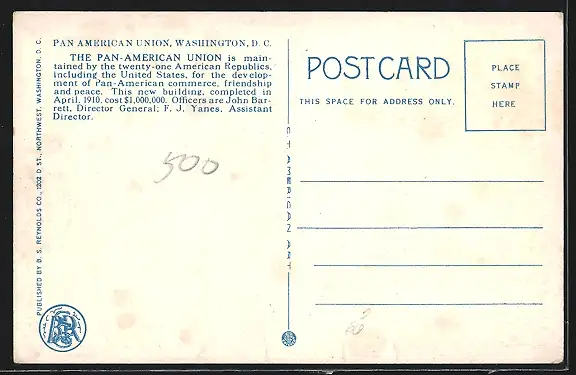 PAN AMERICAN UNION, WASHINGTON, D. C.
THE PAN-AMERICAN UNION is main-
tained by the twenty-one American Republics,
including the United States, for the develop-
ment of Pan-American commerce, friendship
and peace. This new building, completed in
April, 1910, cost $1,000,000. Officers are John Bar-
rett, Director General; F. J. Yanes, Assistant
Director.
500
PUBLISHED BY B. S. REYNOLDS CO., 1202 D ST., NORTHWEST, WASHINGTON, D. C.
POST CARD
THIS SPACE FOR ADDRESS ONLY.
PLACE
STAMP
HERE